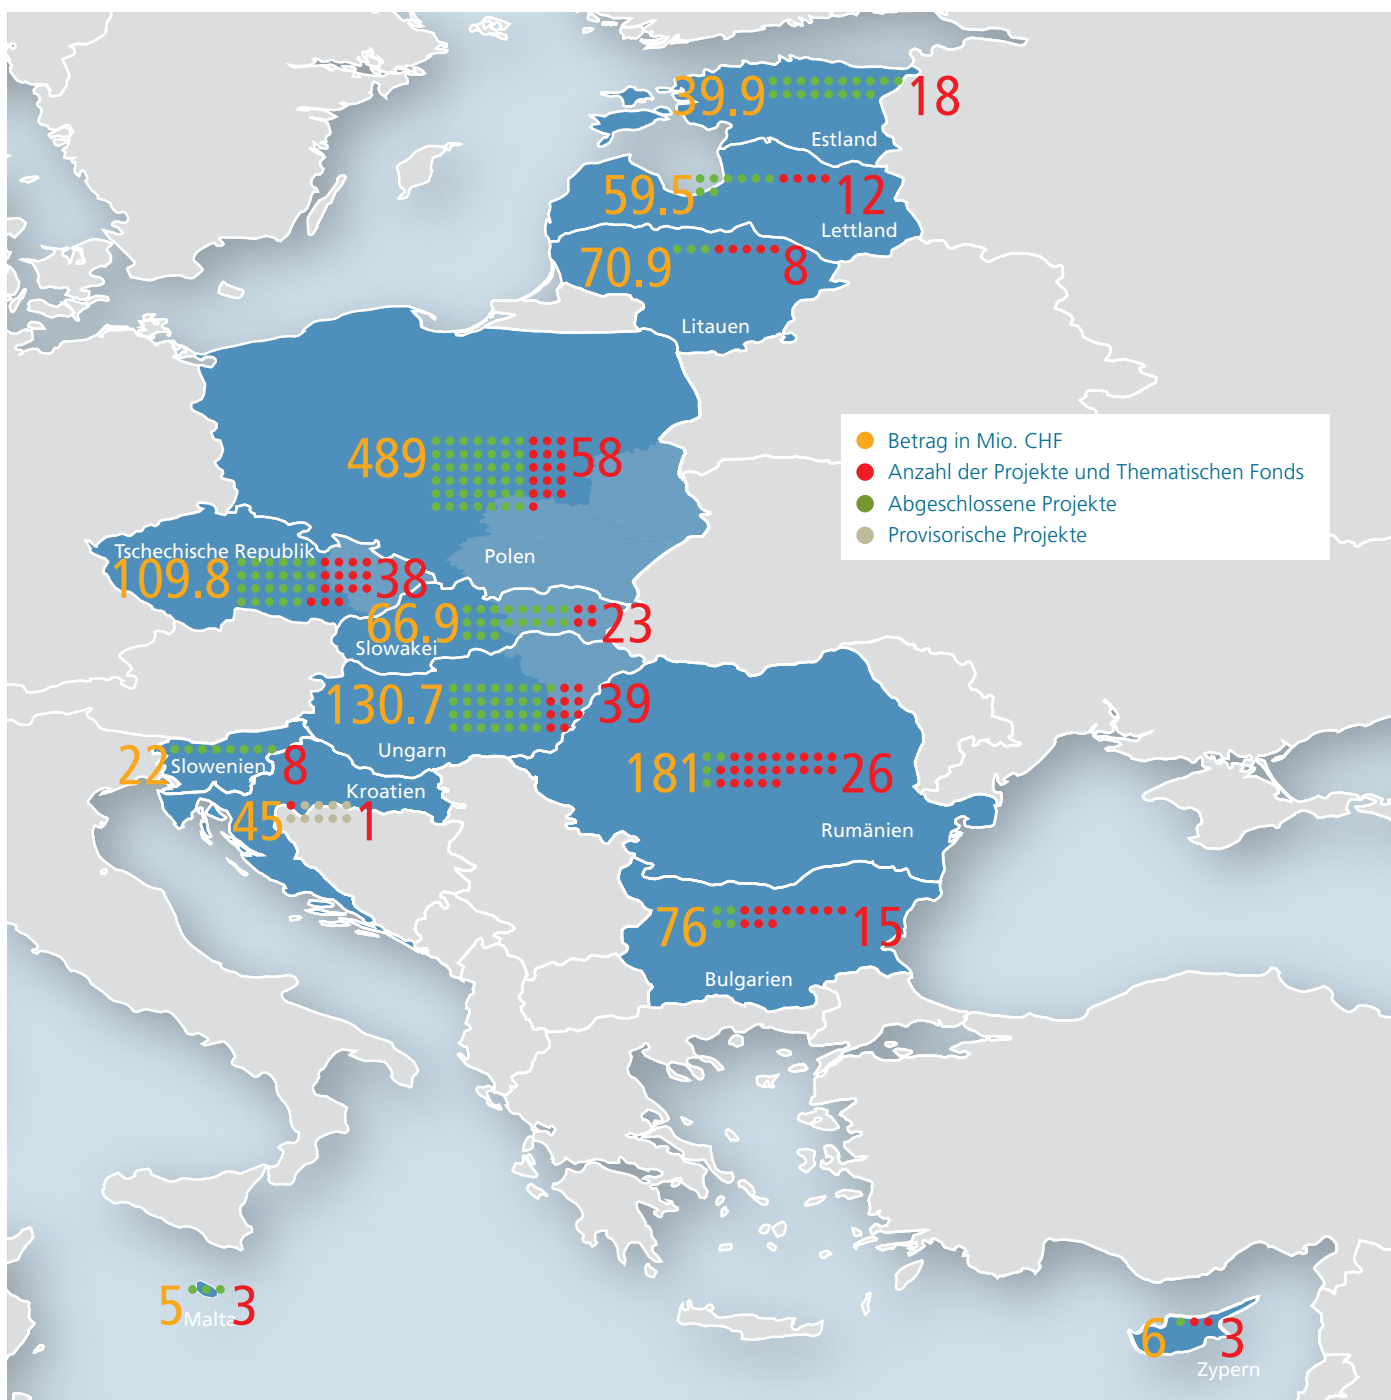 39.9
18
Estland
59.5
12
Lettland
70.9
8
Litauen
489
58
Polen
Betrag in Mio. CHF
Anzahl der Projekte und Thematischen Fonds
Abgeschlossene Projekte
Provisorische Projekte
Tschechische Republik
109.8
38
66.9
23
Slowakei
130.7
39
Ungarn
22
Slowenien
8
Kroatien
45
1
181
26
Rumänien
76
15
Bulgarien
5
3
Malta
6
3
Zypern